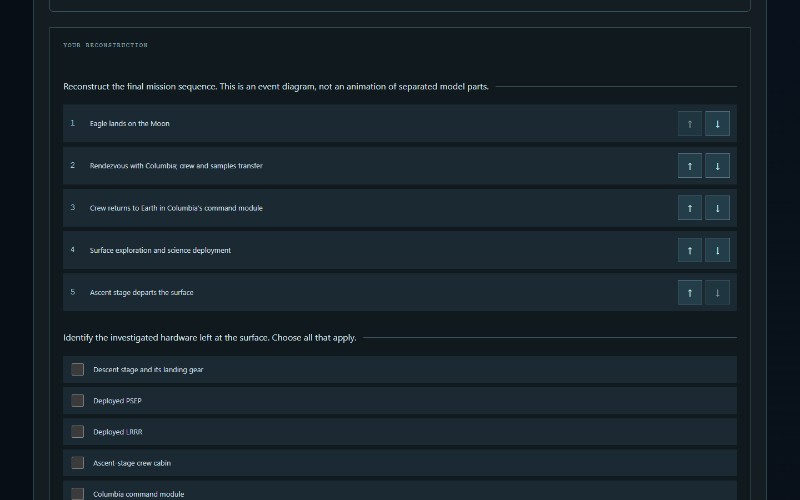 YOUR RECONSTRUCTION
Reconstruct the final mission sequence. This is an event diagram, not an animation of separated model parts.
1 Eagle lands on the Moon ↑ ↓
2 Rendezvous with Columbia; crew and samples transfer ↑ ↓
3 Crew returns to Earth in Columbia's command module ↑ ↓
4 Surface exploration and science deployment ↑ ↓
5 Ascent stage departs the surface ↑ ↓
Identify the investigated hardware left at the surface. Choose all that apply.
Descent stage and its landing gear
Deployed PSEP
Deployed LRRR
Ascent-stage crew cabin
Columbia command module